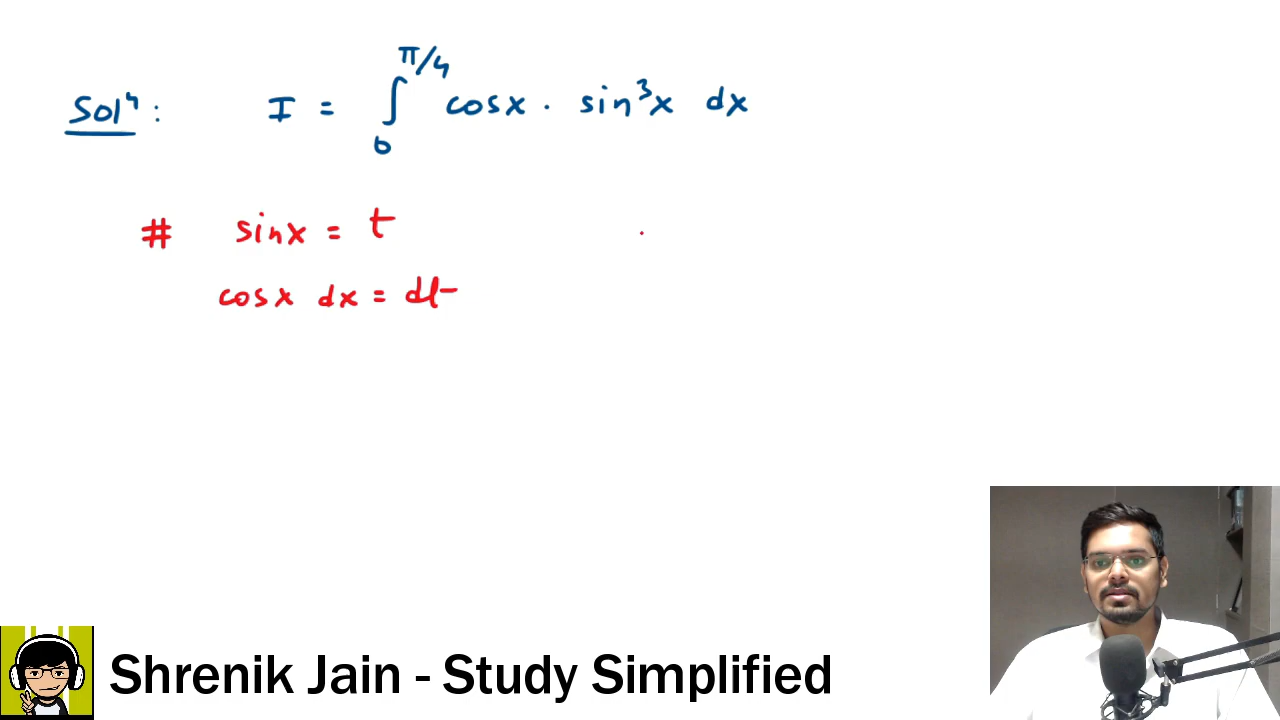 Solⁿ : I = ∫₀^π/4 cosx . sin³x dx
# sinx = t
cosx dx = dt
Shrenik Jain - Study Simplified